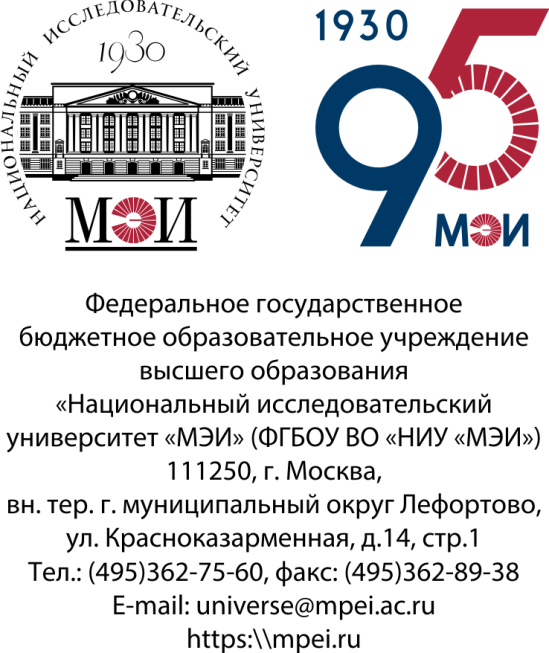 НАЦИОНАЛЬНЫЙ ИССЛЕДОВАТЕЛЬСКИЙ УНИВЕРСИТЕТ
1930
МЭИ
1930
95
МЭИ
Федеральное государственное
бюджетное образовательное учреждение
высшего образования
«Национальный исследовательский
университет «МЭИ» (ФГБОУ ВО «НИУ «МЭИ»)
111250, г. Москва,
вн. тер. г. муниципальный округ Лефортово,
ул. Красноказарменная, д.14, стр.1
Тел.: (495)362-75-60, факс: (495)362-89-38
E-mail: universe@mpei.ac.ru
https:\\mpei.ru